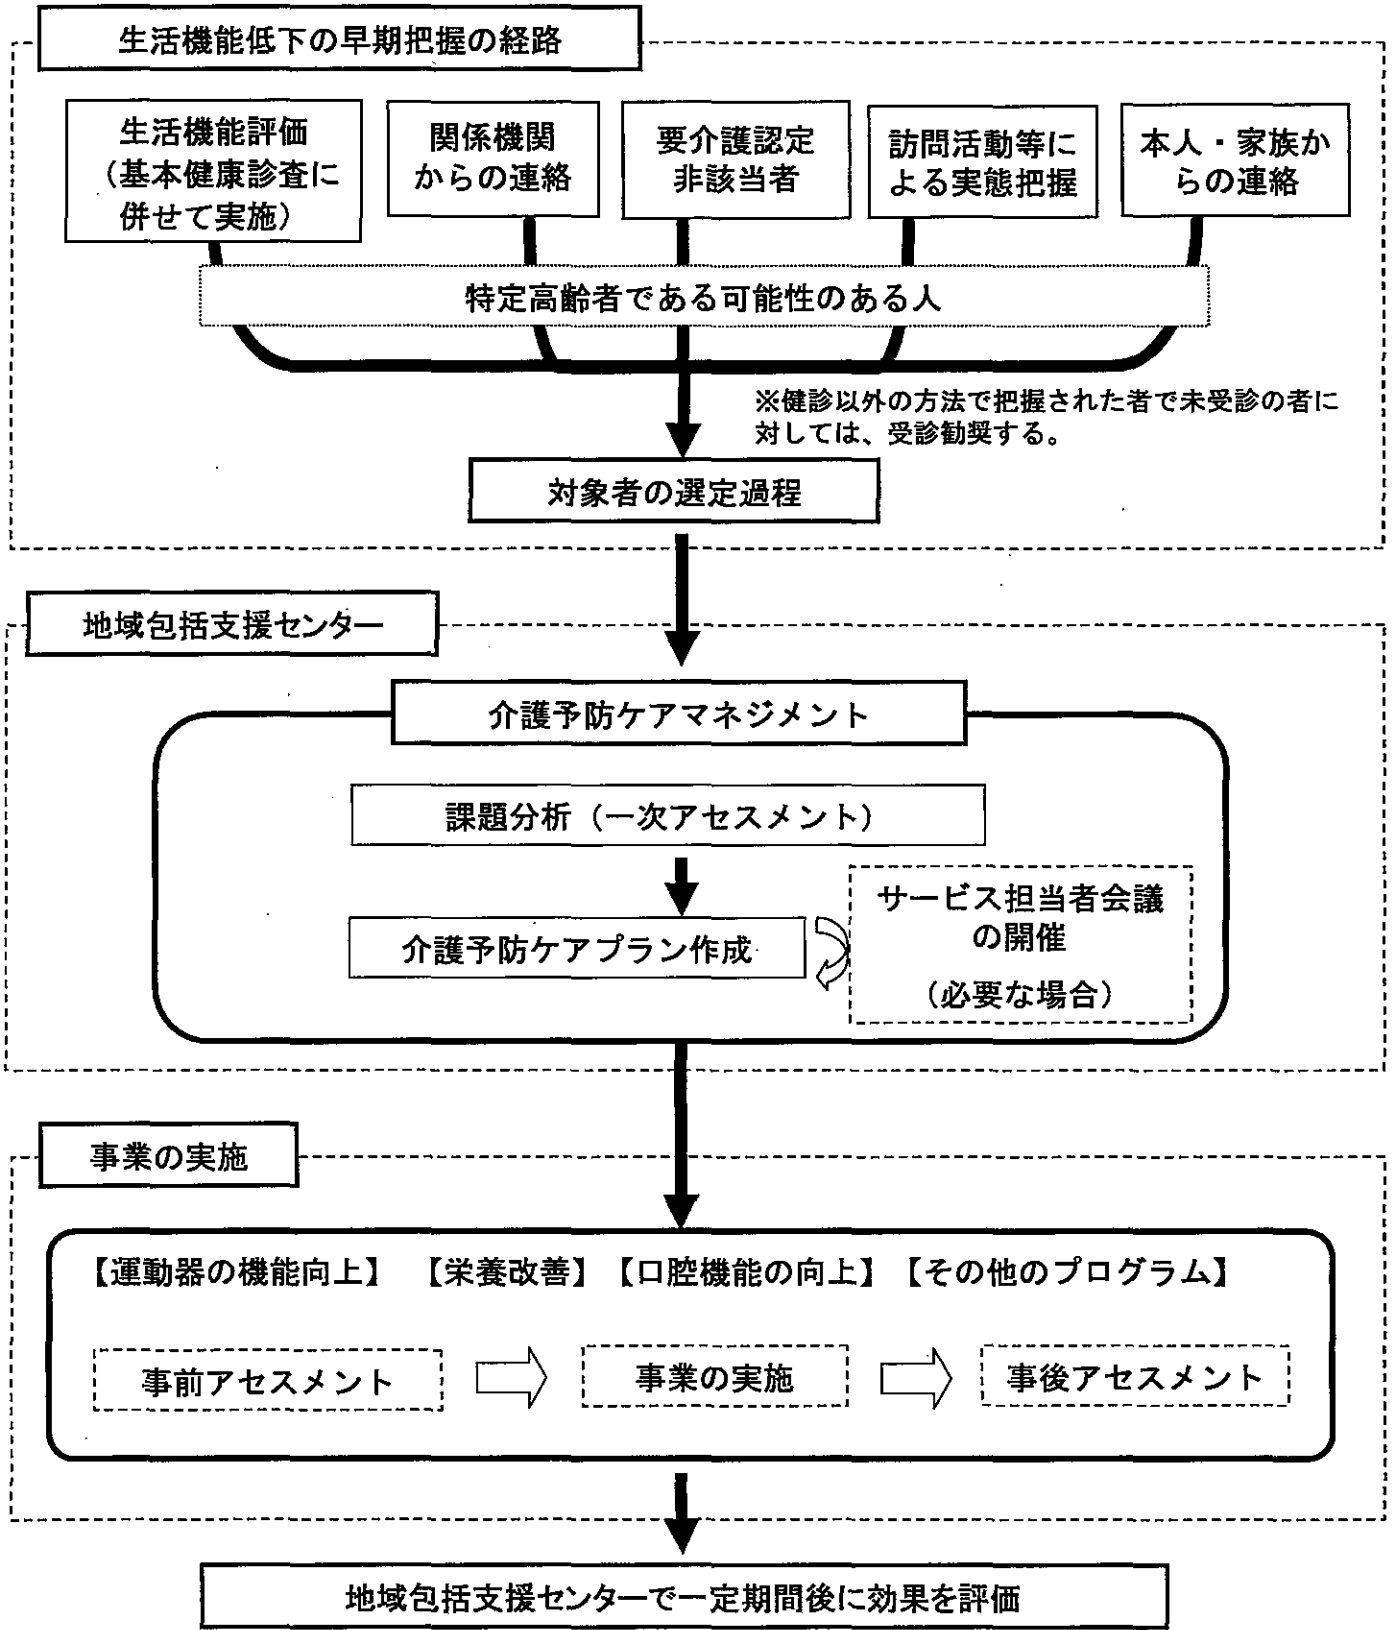 生活機能低下の早期把握の経路
生活機能評価
（基本健康診査に
併せて実施）
関係機関
からの連絡
要介護認定
非該当者
訪問活動等に
よる実態把握
本人・家族か
らの連絡
特定高齢者である可能性のある人
※健診以外の方法で把握された者で未受診の者に
対しては、受診勧奨する。
対象者の選定過程
地域包括支援センター
介護予防ケアマネジメント
課題分析（一次アセスメント）
介護予防ケアプラン作成
サービス担当者会議
の開催
（必要な場合）
事業の実施
【運動器の機能向上】 【栄養改善】 【口腔機能の向上】 【その他のプログラム】
事前アセスメント
事業の実施
事後アセスメント
地域包括支援センターで一定期間後に効果を評価